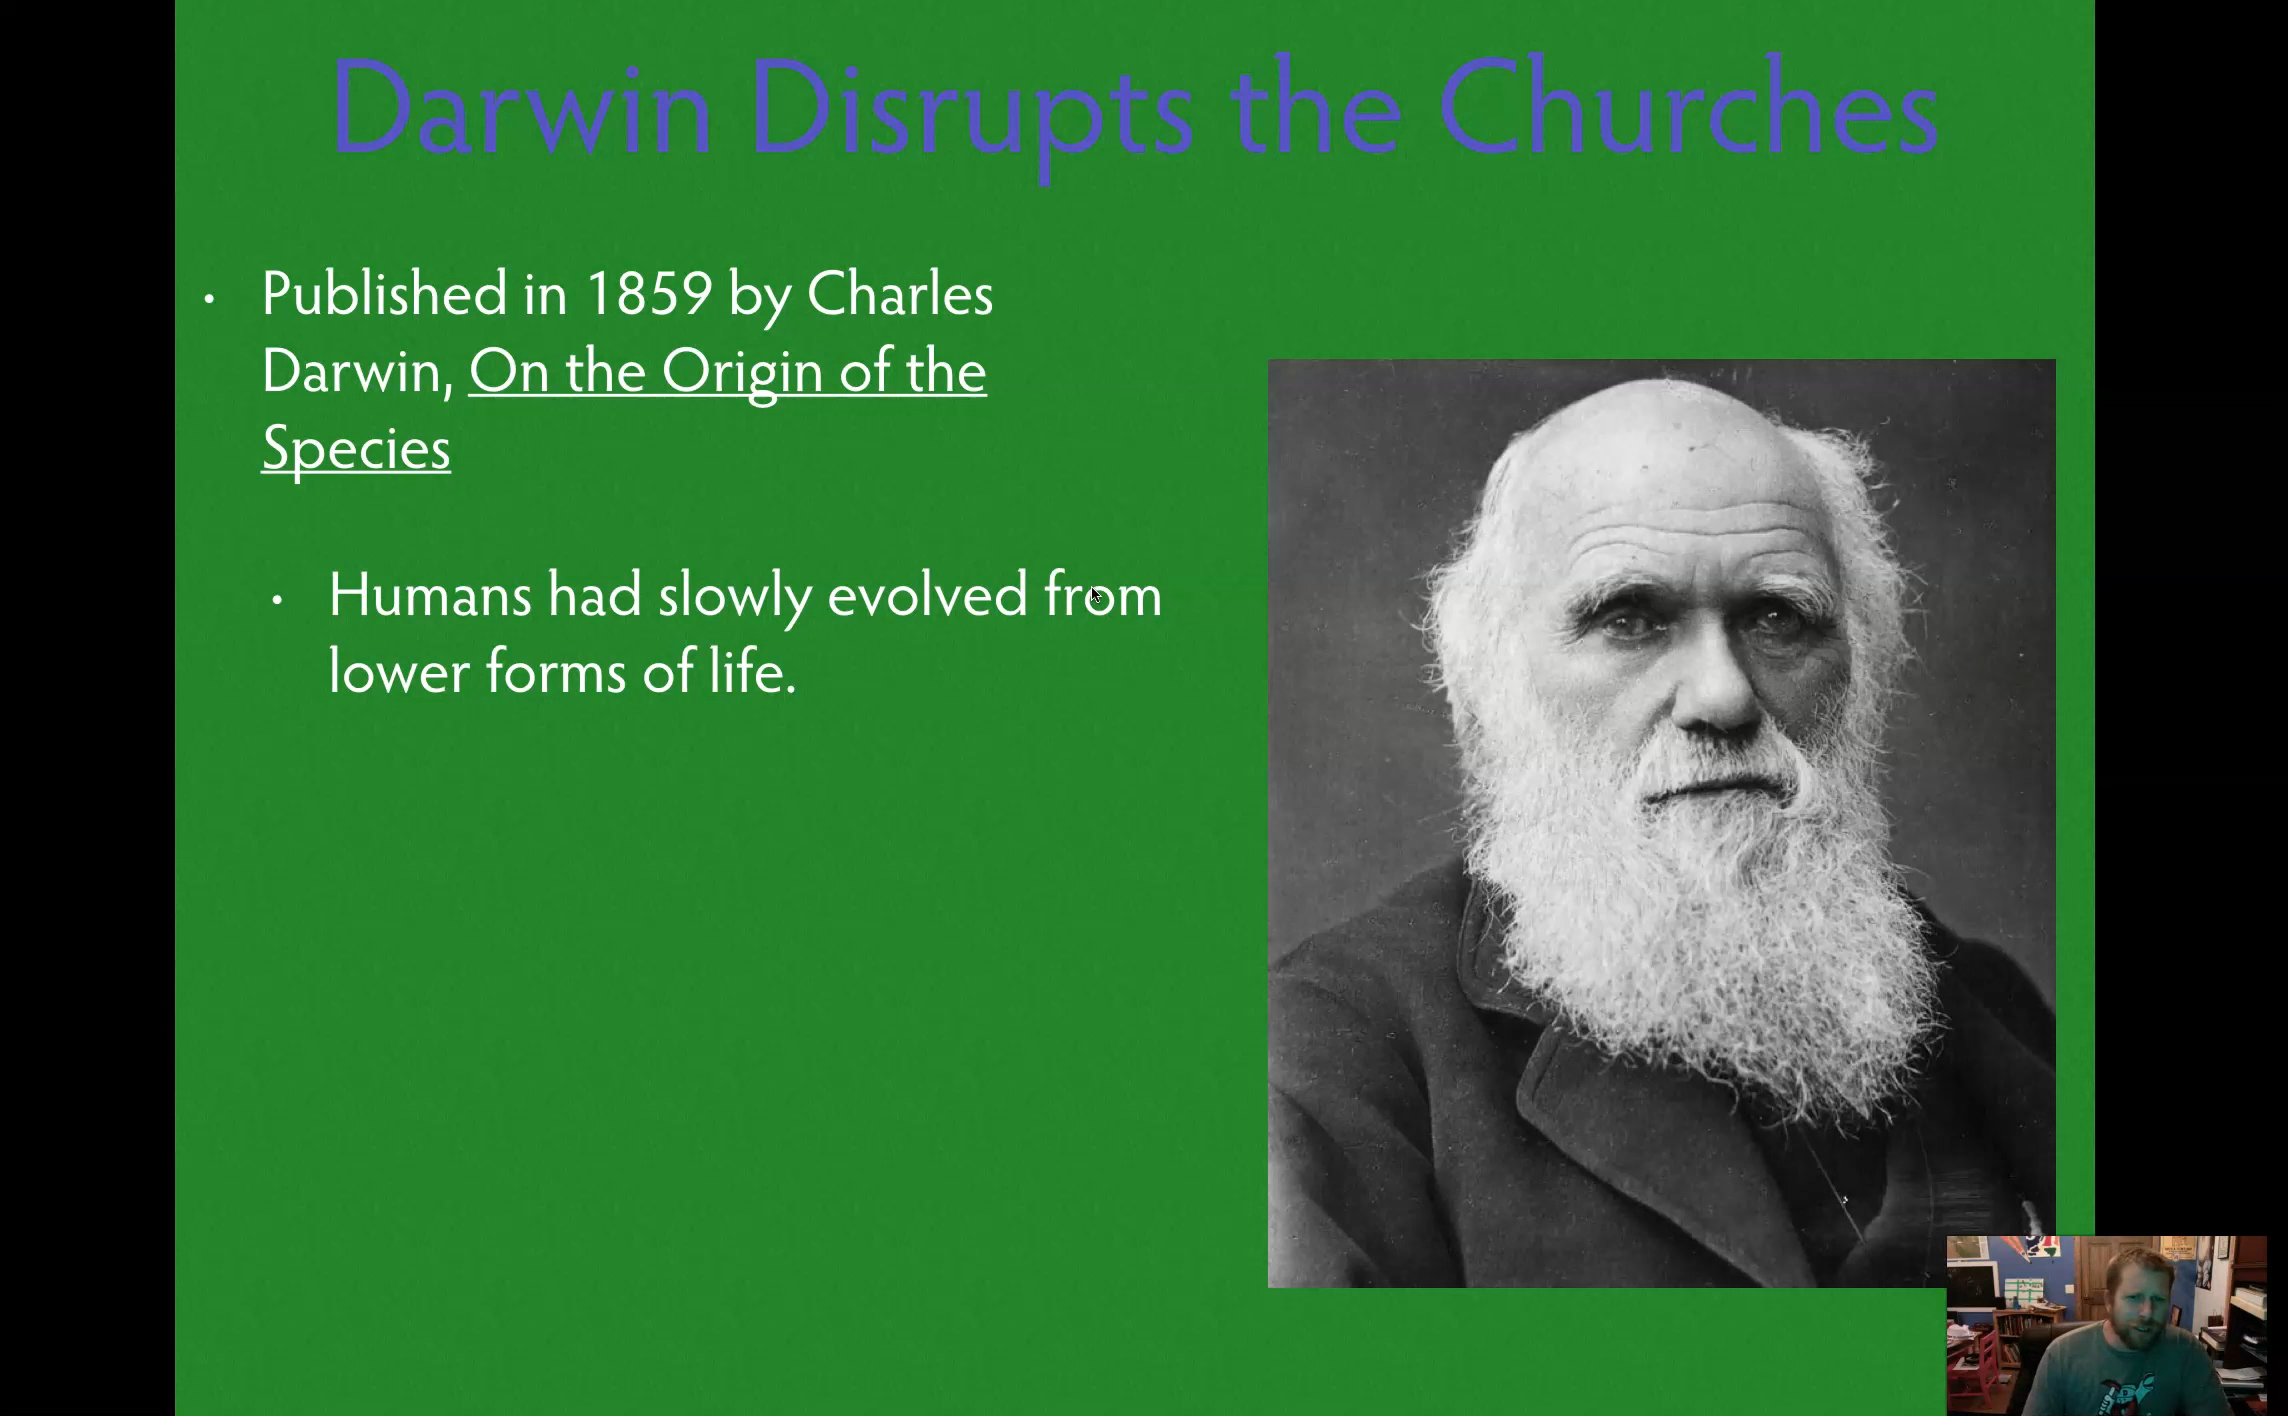 Darwin Disrupts the Churches
• Published in 1859 by Charles
Darwin, On the Origin of the
Species
• Humans had slowly evolved from
lower forms of life.